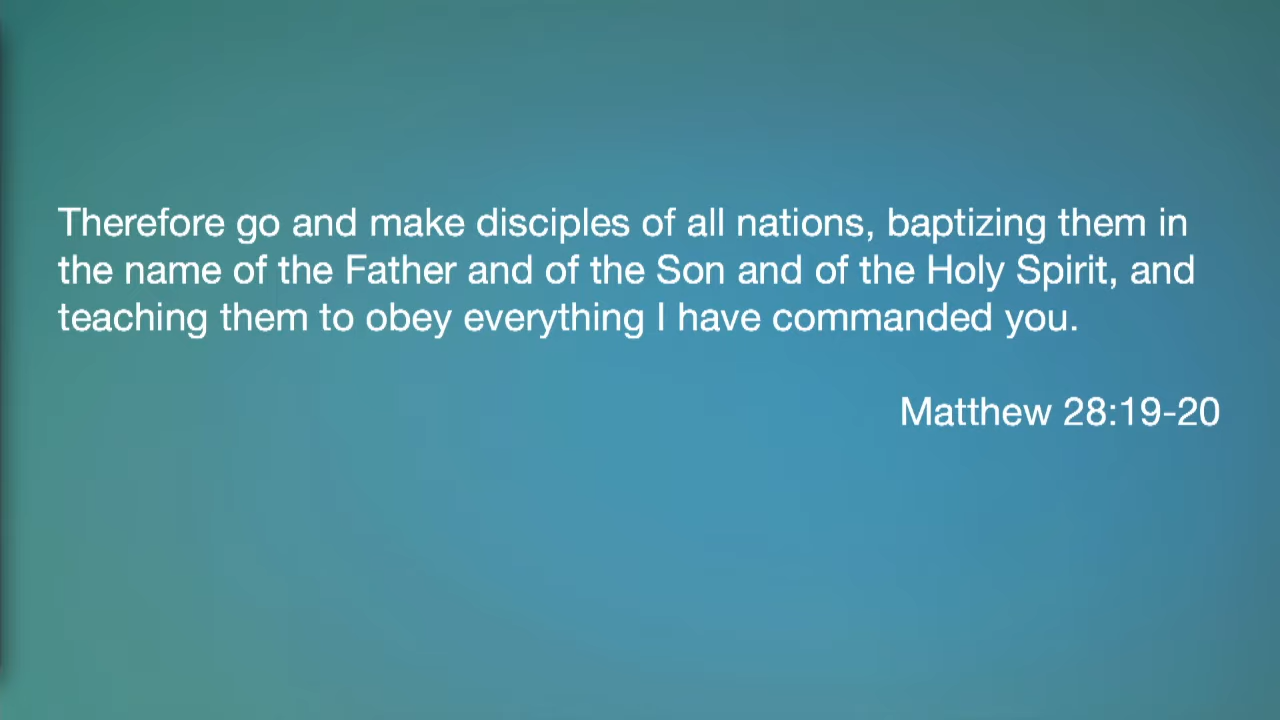 Therefore go and make disciples of all nations, baptizing them in
the name of the Father and of the Son and of the Holy Spirit, and
teaching them to obey everything I have commanded you.
Matthew 28:19-20